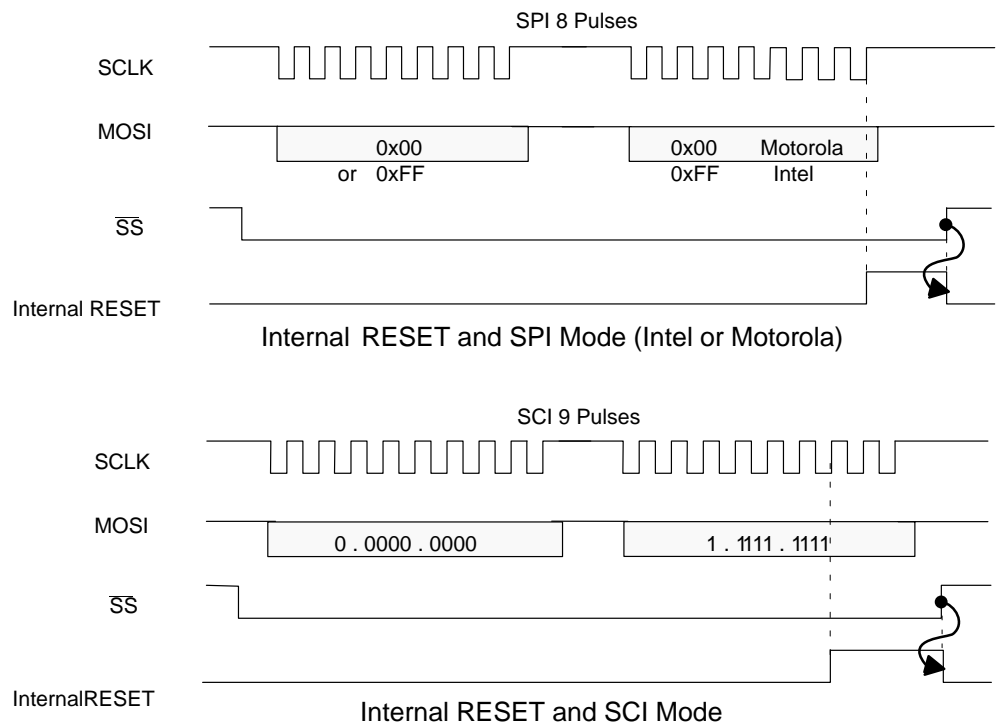 SPI 8 Pulses
SCLK
MOSI
0x00
or 0xFF
0x00 Motorola
0xFF Intel
SS
Internal RESET
Internal RESET and SPI Mode (Intel or Motorola)
SCI 9 Pulses
SCLK
MOSI
0 . 0000 . 0000
1 . 1111 . 1111
SS
InternalRESET
Internal RESET and SCI Mode